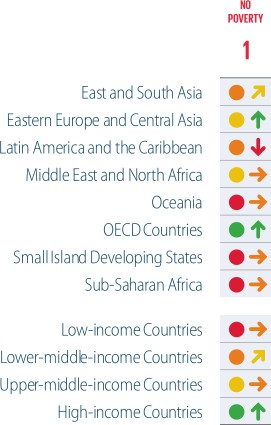 NO
POVERTY
1
East and South Asia
Eastern Europe and Central Asia
Latin America and the Caribbean
Middle East and North Africa
Oceania
OECD Countries
Small Island Developing States
Sub-Saharan Africa
Low-income Countries
Lower-middle-income Countries
Upper-middle-income Countries
High-income Countries